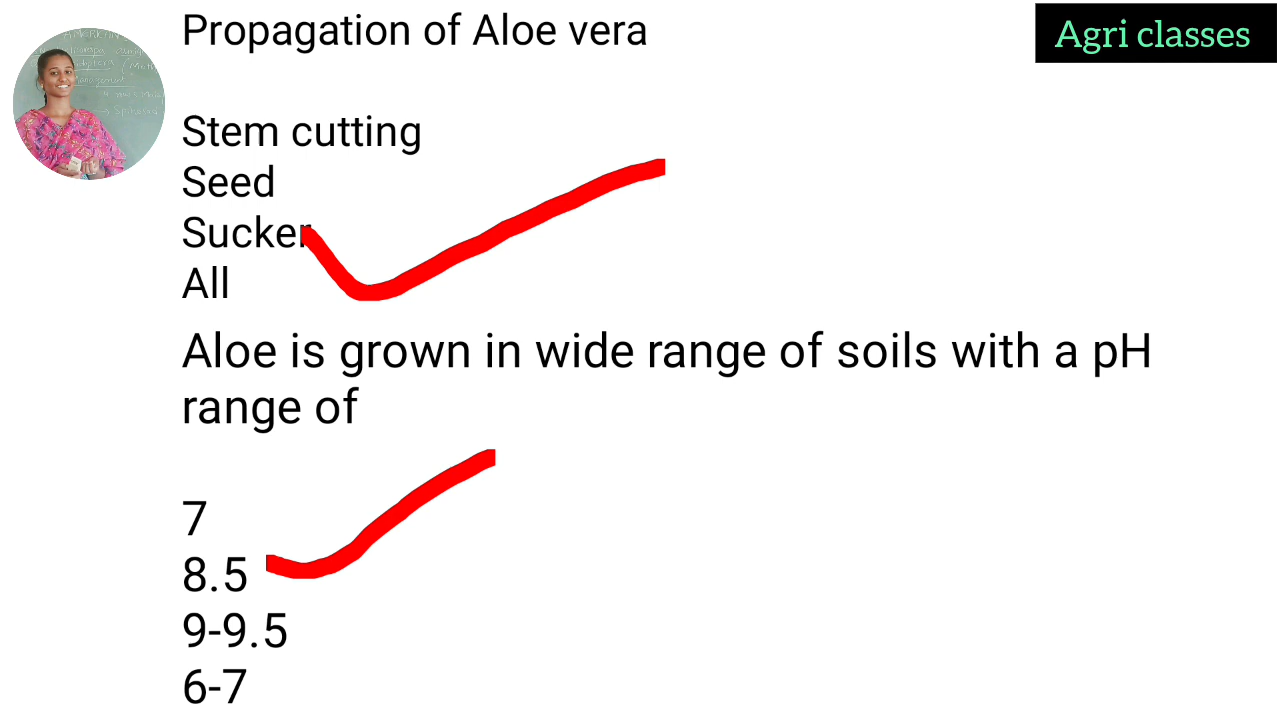 Propagation of Aloe vera
Agri classes
Stem cutting
Seed
Sucker
All
Aloe is grown in wide range of soils with a pH
range of
7
8.5
9-9.5
6-7